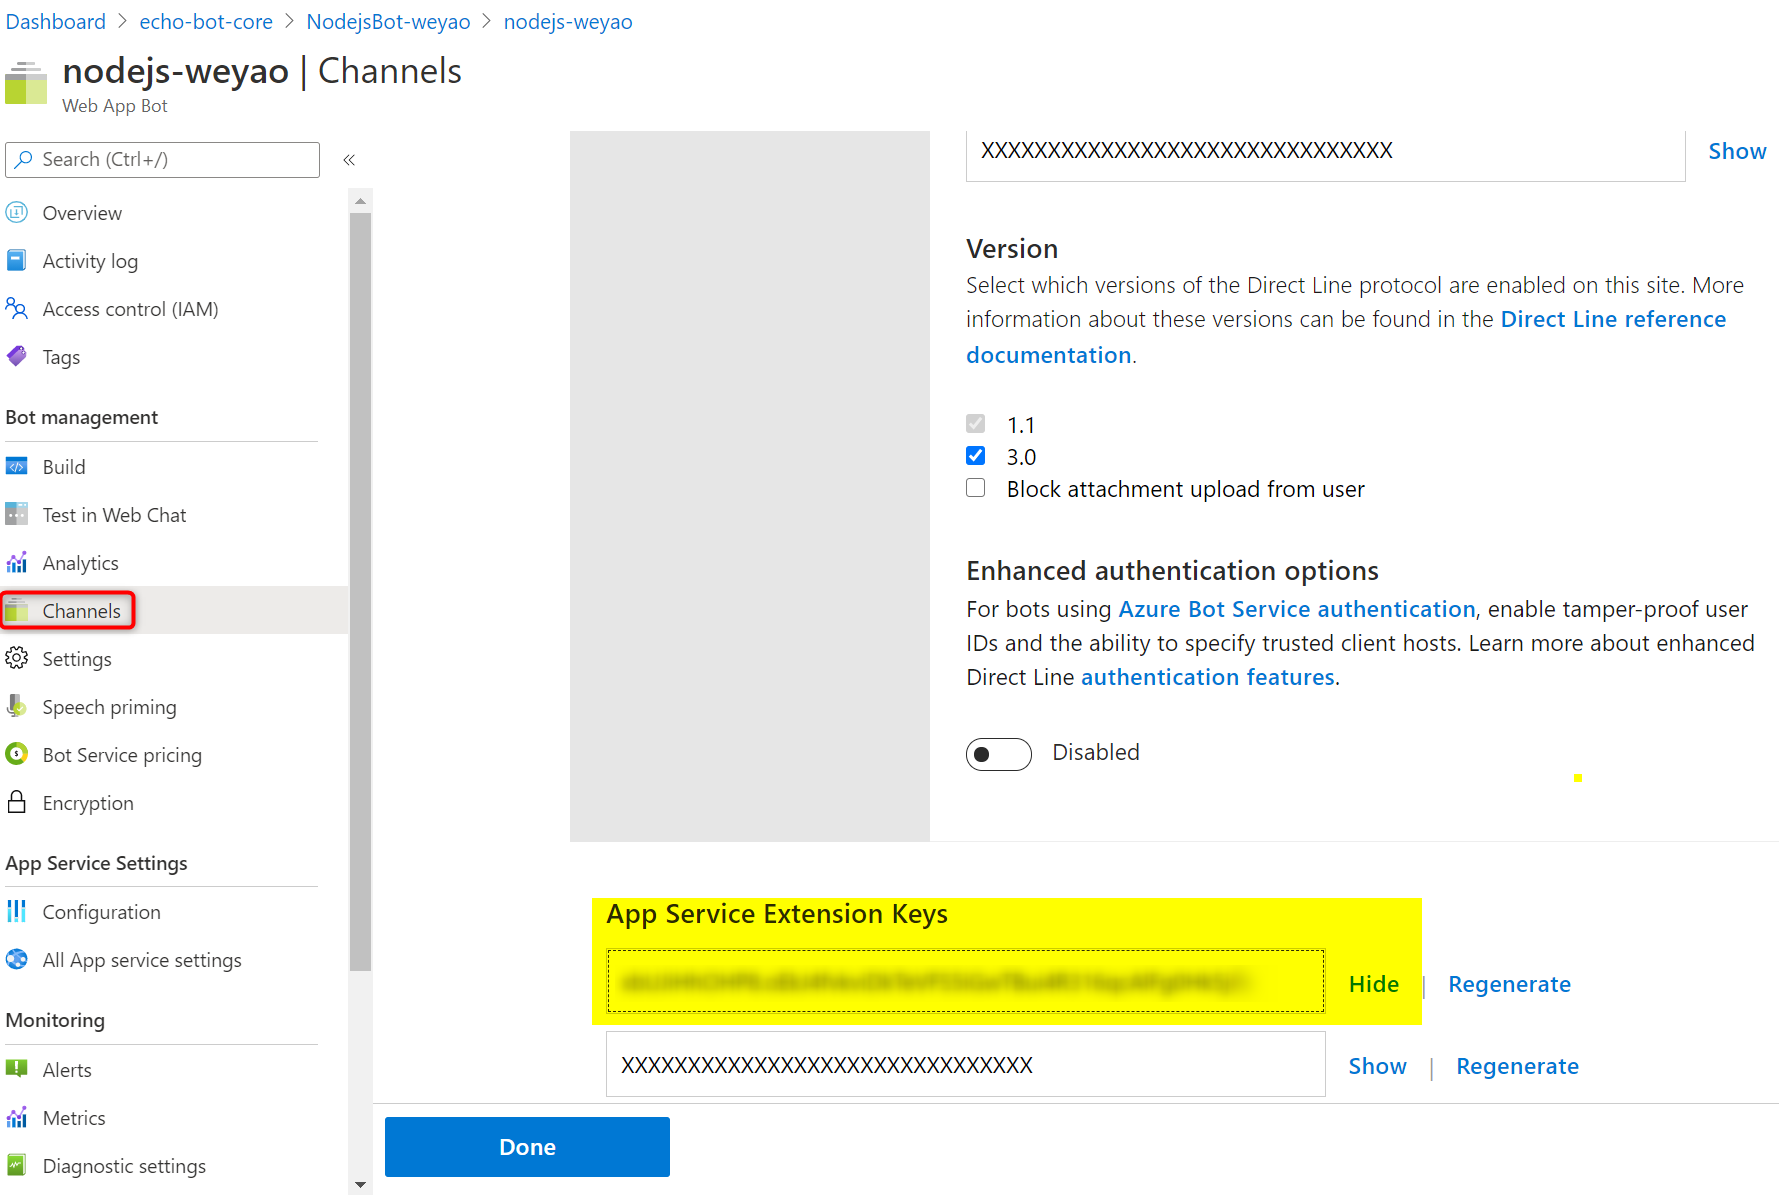 Dashboard > echo-bot-core > NodejsBot-weyao > nodejs-weyao
nodejs-weyao | Channels
Web App Bot
Search (Ctrl+/)
«
Overview
Activity log
Access control (IAM)
Tags
Bot management
Build
Test in Web Chat
Analytics
Channels
Settings
Speech priming
Bot Service pricing
Encryption
App Service Settings
Configuration
All App service settings
Monitoring
Alerts
Metrics
Diagnostic settings
XXXXXXXXXXXXXXXXXXXXXXXXXXXXXXX Show
Version
Select which versions of the Direct Line protocol are enabled on this site. More
information about these versions can be found in the Direct Line reference
documentation.
1.1
3.0
Block attachment upload from user
Enhanced authentication options
For bots using Azure Bot Service authentication, enable tamper-proof user
IDs and the ability to specify trusted client hosts. Learn more about enhanced
Direct Line authentication features.
Disabled
App Service Extension Keys
Hide | Regenerate
XXXXXXXXXXXXXXXXXXXXXXXXXXXXXXX Show | Regenerate
Done